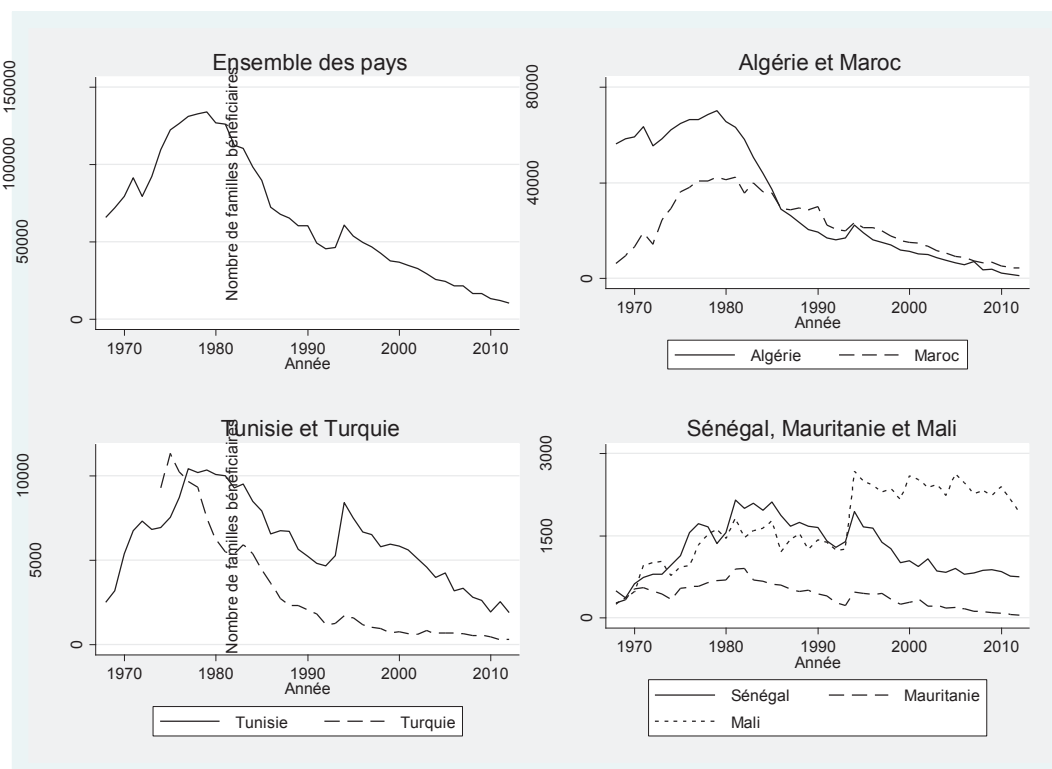 Ensemble des pays
Nombre de familles bénéficiaires
150000
100000
50000
0
1970 1980 1990 2000 2010
Année
Algérie et Maroc
80000
40000
0
1970 1980 1990 2000 2010
Année
Algérie Maroc
Tunisie et Turquie
Nombre de familles bénéficiaires
10000
5000
0
1970 1980 1990 2000 2010
Année
Tunisie Turquie
Sénégal, Mauritanie et Mali
3000
1500
0
1970 1980 1990 2000 2010
Année
Sénégal Mauritanie
Mali